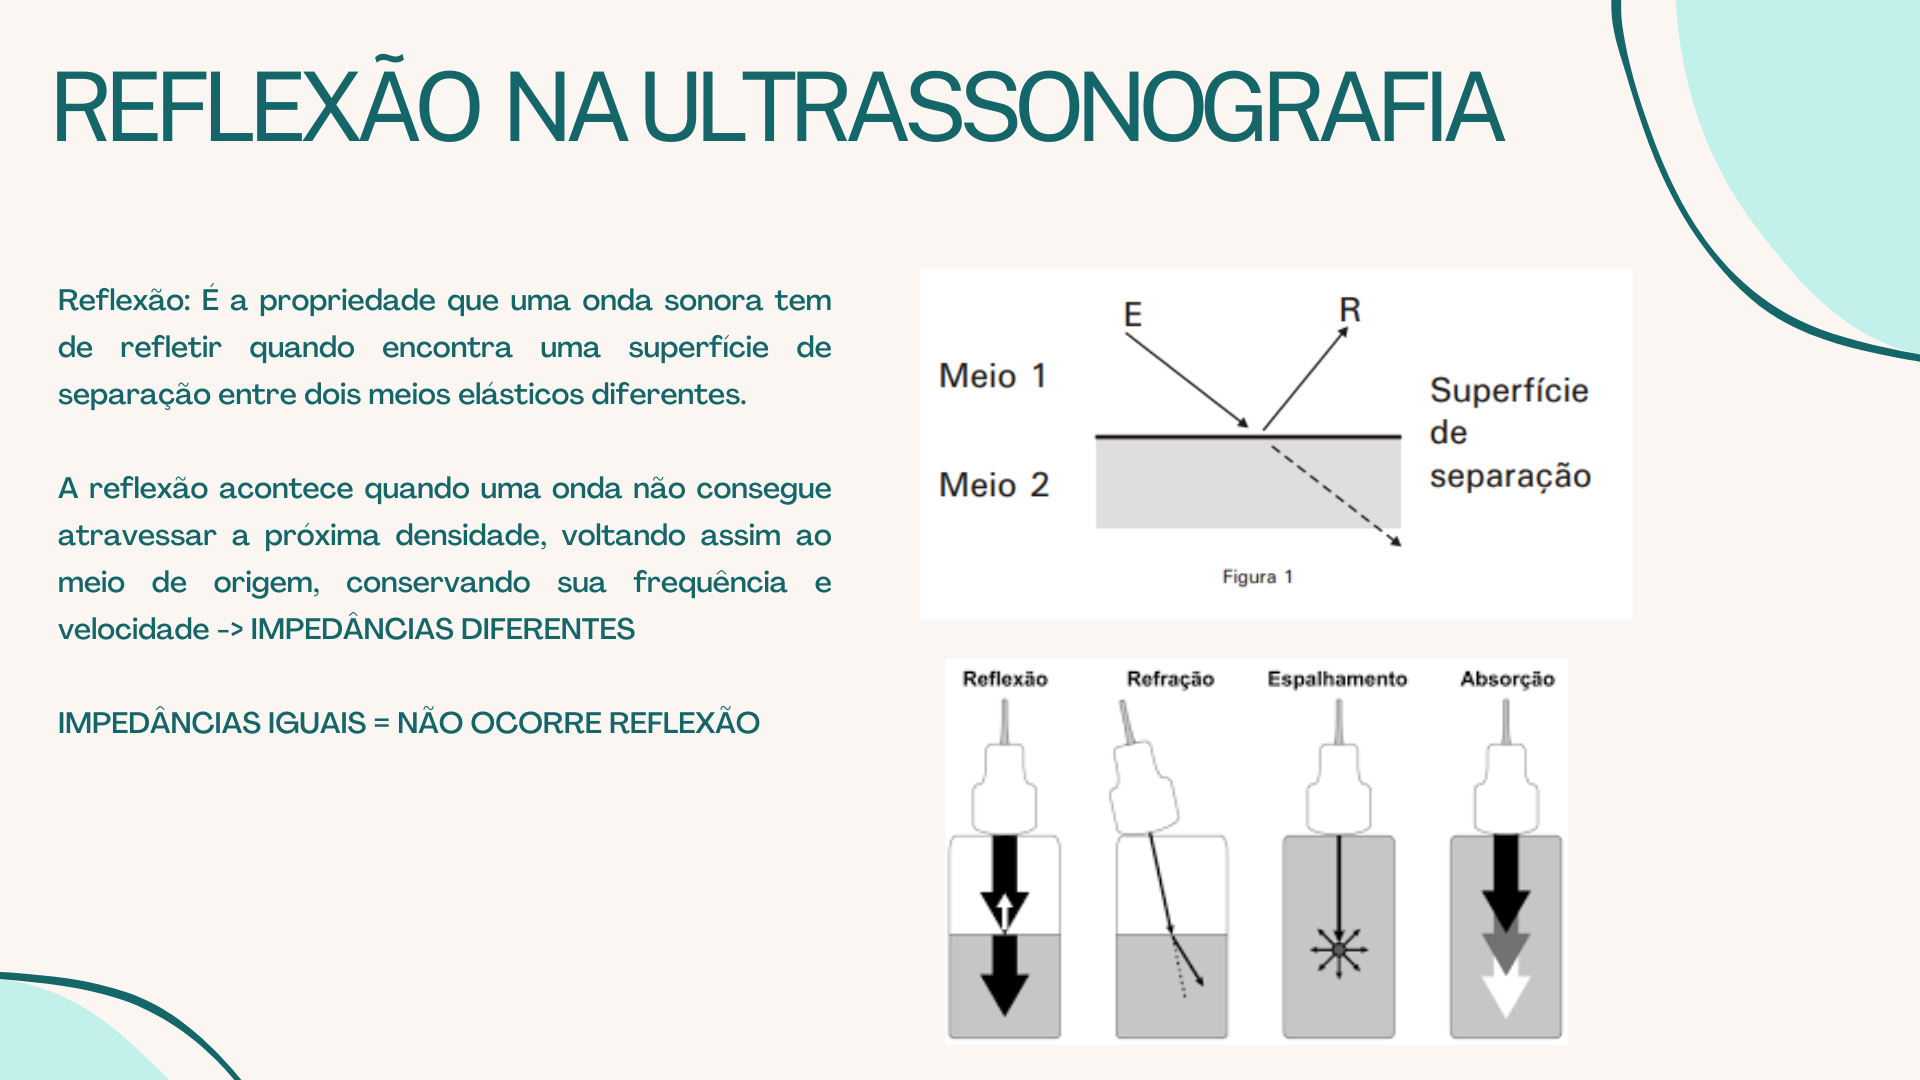 REFLEXÃO NA ULTRASSONOGRAFIA
Reflexão: É a propriedade que uma onda sonora tem
de refletir quando encontra uma superfície de
separação entre dois meios elásticos diferentes.
A reflexão acontece quando uma onda não consegue
atravessar a próxima densidade, voltando assim ao
meio de origem, conservando sua frequência e
velocidade -> IMPEDÂNCIAS DIFERENTES
IMPEDÂNCIAS IGUAIS = NÃO OCORRE REFLEXÃO
E
R
Meio 1
Meio 2
Superfície
de
separação
Figura 1
Reflexão
Refração
Espalhamento
Absorção